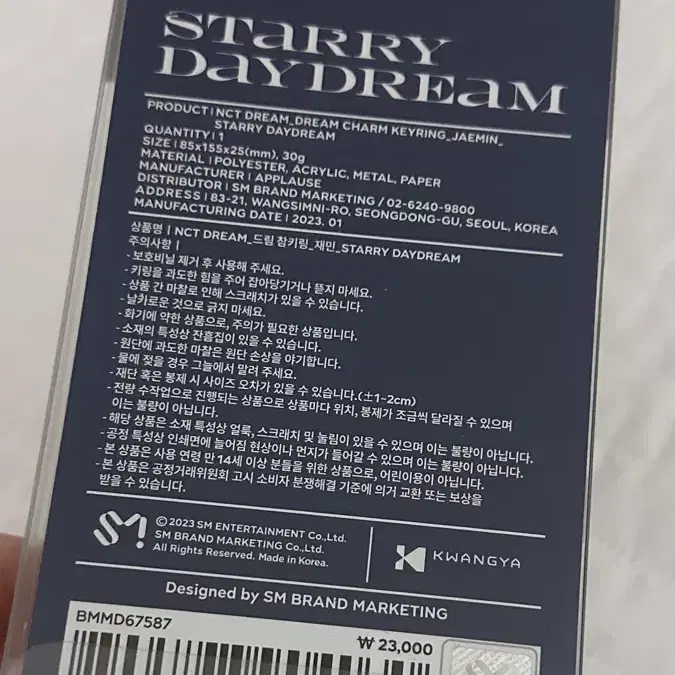 STARRY
DAYDREAM
PRODUCT | NCT DREAM_DREAM CHARM KEYRING_JAEMIN_
STARRY DAYDREAM
QUANTITY | 1
SIZE | 85x155x25(mm), 30g
MATERIAL | POLYESTER, ACRYLIC, METAL, PAPER
MANUFACTURER | APPLAUSE
DISTRIBUTOR | SM BRAND MARKETING / 02-6240-9800
ADDRESS | 83-21, WANGSIMNI-RO, SEONGDONG-GU, SEOUL, KOREA
MANUFACTURING DATE | 2023. 01
상품명 | NCT DREAM_드림 참키링_재민_STARRY DAYDREAM
주의사항 |
- 보호비닐 제거 후 사용해 주세요.
- 키링을 과도한 힘을 주어 잡아당기거나 뜯지 마세요.
- 상품 간 마찰로 인해 스크래치가 있을 수 있습니다.
- 날카로운 것으로 긁지 마세요.
- 화기에 약한 상품으로, 주의가 필요한 상품입니다.
- 소재의 특성상 잔흠집이 있을 수 있습니다.
- 원단에 과도한 마찰은 원단 손상을 야기합니다.
- 물에 젖을 경우 그늘에서 말려 주세요.
- 재단 혹은 봉제 시 사이즈 오차가 있을 수 있습니다.(±1-2cm)
- 전량 수작업으로 진행되는 상품으로 상품마다 위치, 봉제가 조금씩 달라질 수 있으며
이는 불량이 아닙니다.
- 해당 상품은 소재 특성상 얼룩, 스크래치 및 눌림이 있을 수 있으며 이는 불량이 아닙니다.
- 공정 특성상 인쇄면에 늘어짐 현상이나 먼지가 들어갈 수 있으며 이는 불량이 아닙니다.
- 본 상품은 사용 연령 만 14세 이상 분들을 위한 상품으로, 어린이용이 아닙니다.
- 본 상품은 공정거래위원회 고시 소비자 분쟁해결 기준에 의거 교환 또는 보상을
받을 수 있습니다.
SM
© 2023 SM ENTERTAINMENT Co.,Ltd.
SM BRAND MARKETING Co.,Ltd.
All Rights Reserved. Made in Korea.
KWANGYA
Designed by SM BRAND MARKETING
BMMD67587
₩ 23,000